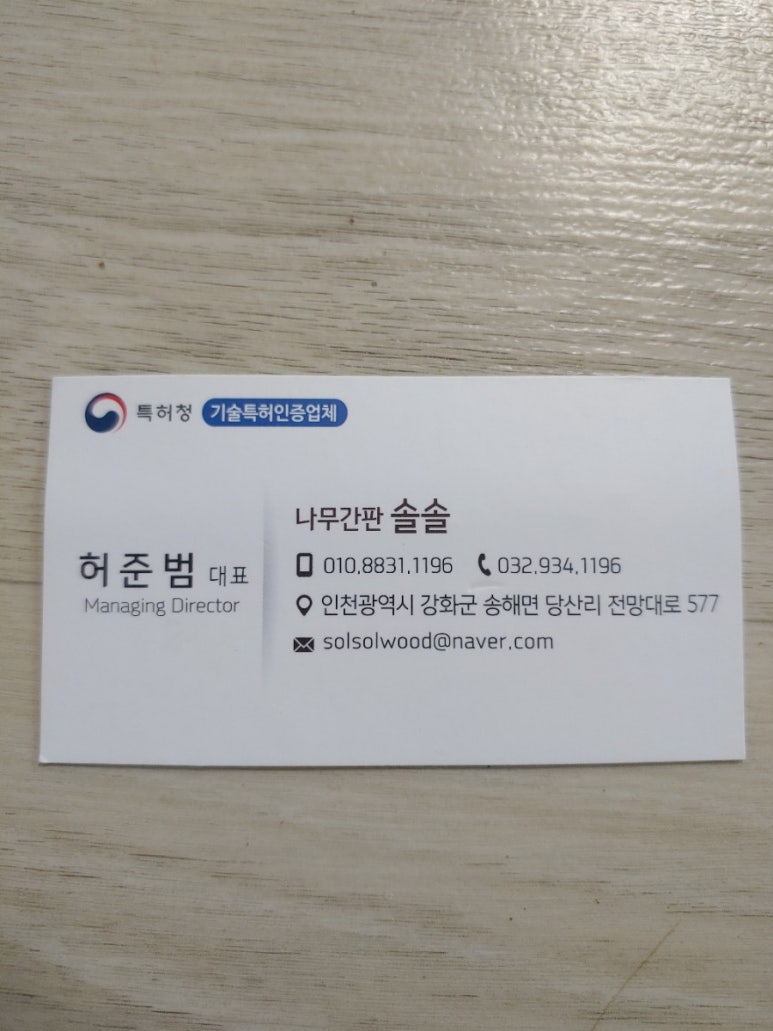 특허청 기술특허인증업체
허준범 대표
Managing Director
나무간판 솔솔
010.8831.1196 032.934.1196
인천광역시 강화군 송해면 당산리 전망대로 577
solsolwood@naver.com